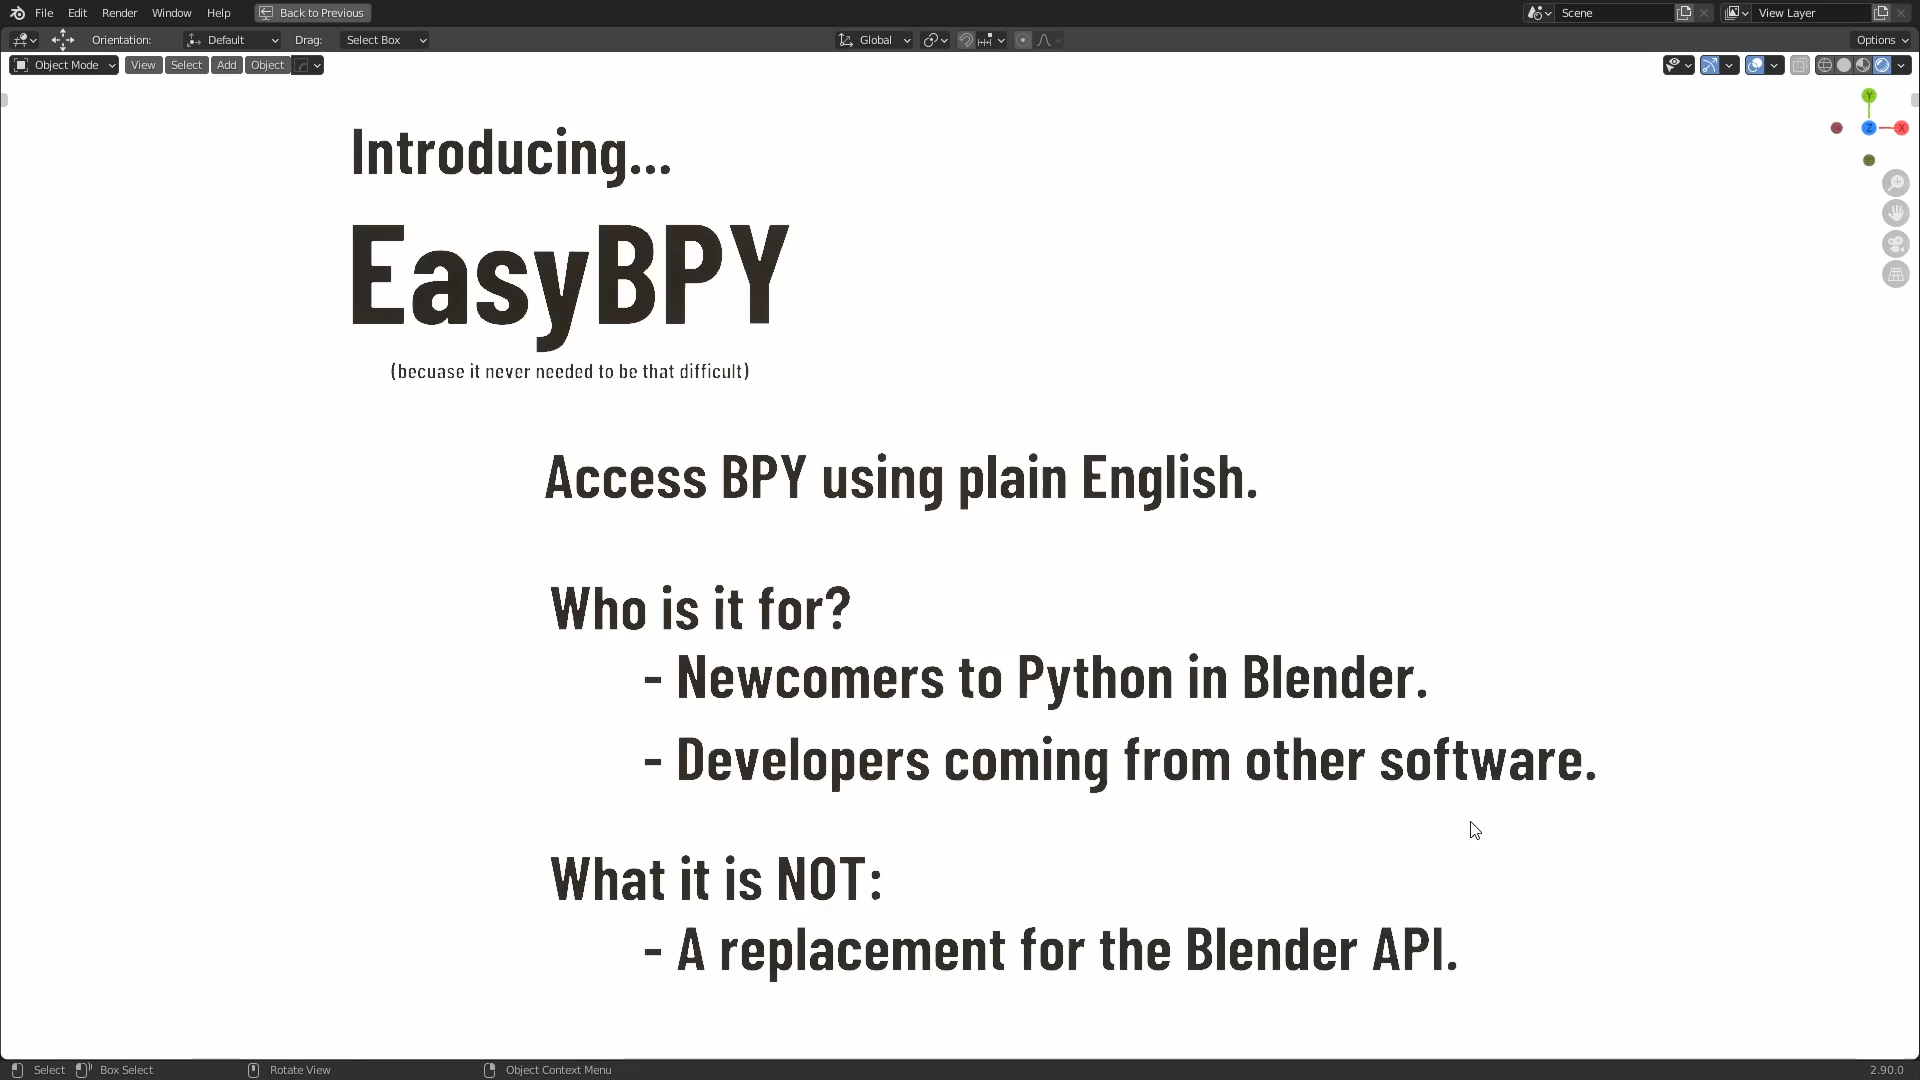 File Edit Render Window Help Back to Previous Scene View Layer
Orientation: Default Drag: Select Box Global Options
Object Mode View Select Add Object
Y
Z X
Introducing...
EasyBPY
(becuase it never needed to be that difficult)
Access BPY using plain English.
Who is it for?
- Newcomers to Python in Blender.
- Developers coming from other software.
What it is NOT:
- A replacement for the Blender API.
Select Box Select Rotate View Object Context Menu 2.90.0